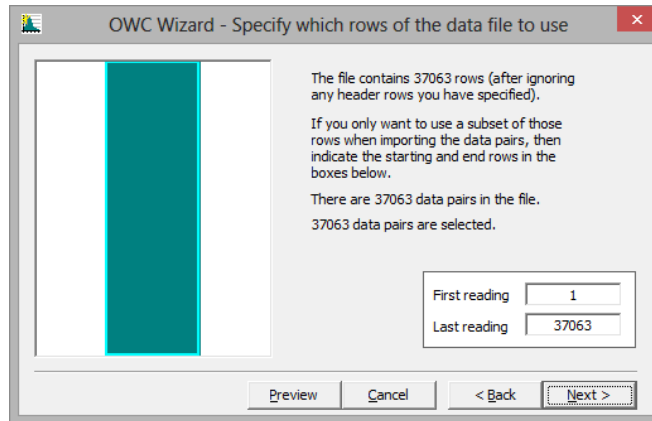 OWC Wizard - Specify which rows of the data file to use
The file contains 37063 rows (after ignoring
any header rows you have specified).
If you only want to use a subset of those
rows when importing the data pairs, then
indicate the starting and end rows in the
boxes below.
There are 37063 data pairs in the file.
37063 data pairs are selected.
First reading 1
Last reading 37063
Preview Cancel < Back Next >